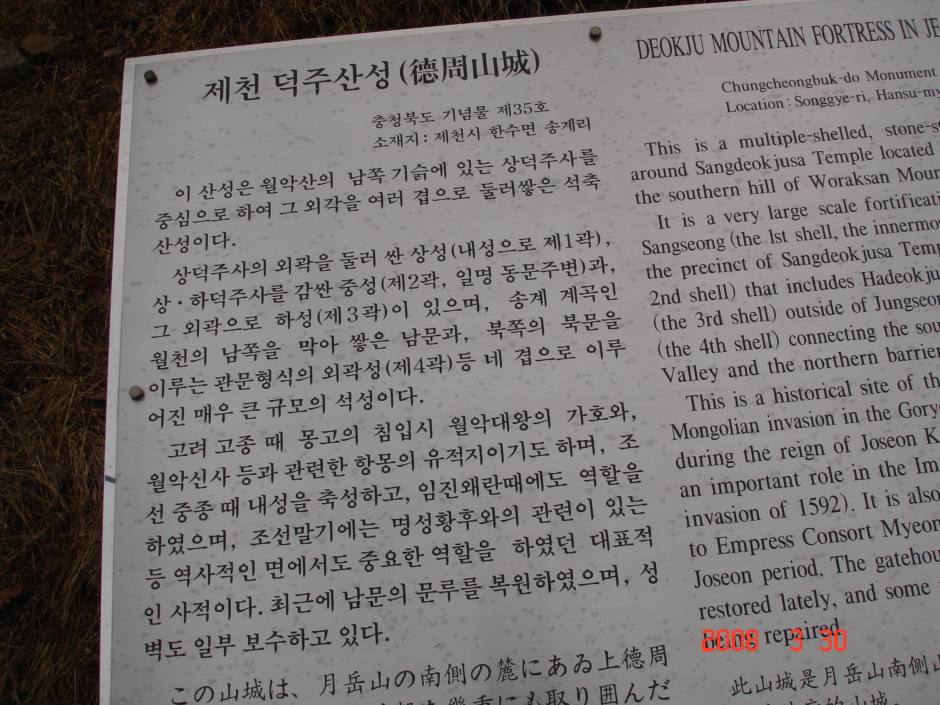 제천 덕주산성(德周山城)
충청북도 기념물 제35호
소재지 : 제천시 한수면 송계리
이 산성은 월악산의 남쪽 기슭에 있는 상덕주사를
중심으로 하여 그 외각을 여러 겹으로 둘러쌓은 석축
산성이다.
상덕주사의 외곽을 둘러 싼 상성(내성으로 제1곽),
상·하덕주사를 감싼 중성(제2곽, 일명 동문주변)과,
그 외곽으로 하성(제3곽)이 있으며, 송계 계곡인
월천의 남쪽을 막아 쌓은 남문과, 북쪽의 북문을
이루는 관문형식의 외곽성(제4곽)등 네 겹으로 이루
어진 매우 큰 규모의 석성이다.
고려 고종 때 몽고의 침입시 월악대왕의 가호와,
월악신사 등과 관련한 항몽의 유적지이기도 하며, 조
선 중종 때 내성을 축성하고, 임진왜란때에도 역할을
하였으며, 조선말기에는 명성황후와의 관련이 있는
등 역사적인 면에서도 중요한 역할을 하였던 대표적
인 사적이다. 최근에 남문의 문루를 복원하였으며, 성
벽도 일부 보수하고 있다.
この山城は、月岳山の南側の麓にある上徳周
に取り囲んだ
DEOKJU MOUNTAIN FORTRESS IN
Chungcheongbuk-do Monument
Location : Songgye-ri,
This is a multiple-shelled,
around Sangdeokjusa Temple located
the southern hill of Woraksan
It is a very large scale
Sangseong (the 1st shell, the
the precinct of Sangdeokjusa
2nd shell) that includes
(the 3rd shell) outside of
(the 4th shell) connecting the
Valley and the northern
This is a historical site of
Mongolian invasion in the
during the reign of Joseon
an important role in the
invasion of 1592). It is also
to Empress Consort
Joseon period. The
restored lately, and some
being repaired.
此山城是月岳山南侧
的山城。
2008 3 30